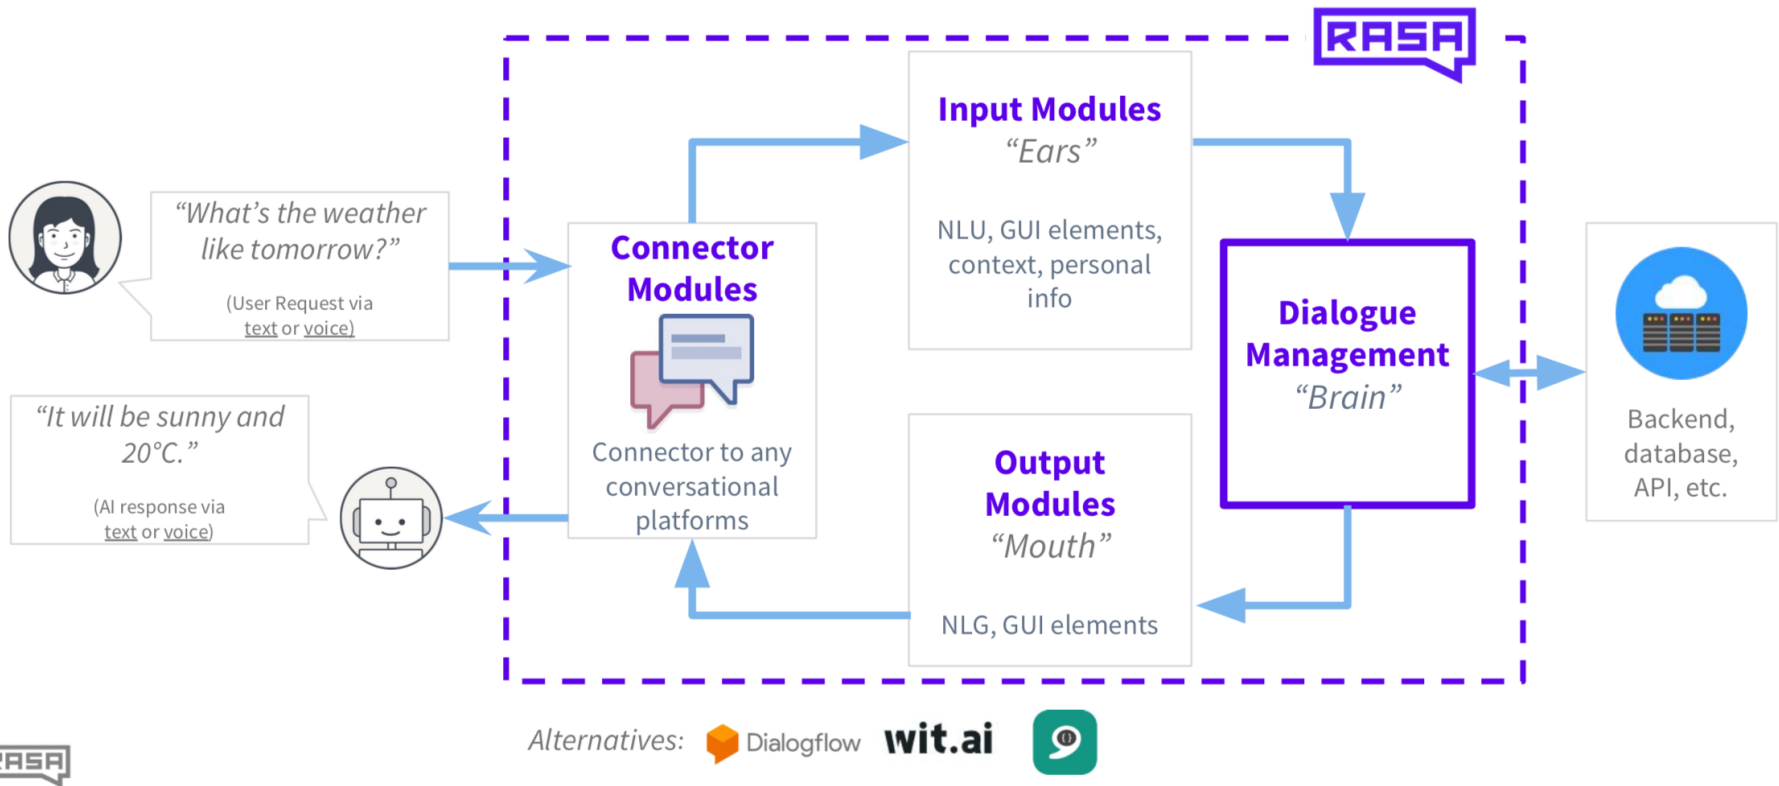 RASA
Input Modules
“Ears”
NLU, GUI elements,
context, personal
info
“What’s the weather
like tomorrow?”
(User Request via
text or voice)
Connector
Modules
Connector to any
conversational
platforms
Dialogue
Management
“Brain”
Backend,
database,
API, etc.
“It will be sunny and
20°C.”
(AI response via
text or voice)
Output
Modules
“Mouth”
NLG, GUI elements
Alternatives: Dialogflow wit.ai
RASA